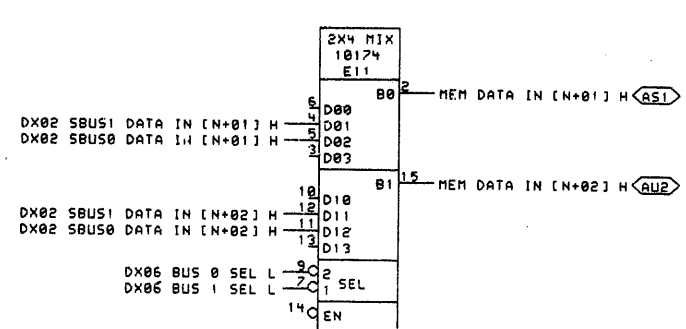 2X4 MIX
10174
E11
B0 2 MEM DATA IN [N+01] H AS1
6 D00
DX02 SBUS1 DATA IN [N+01] H 4 D01
DX02 SBUS0 DATA IN [N+01] H 5 D02
3 D03
B1 15 MEM DATA IN [N+02] H AU2
10 D10
DX02 SBUS1 DATA IN [N+02] H 12 D11
DX02 SBUS0 DATA IN [N+02] H 11 D12
13 D13
DX06 BUS 0 SEL L 9 2
SEL
DX06 BUS 1 SEL L 7 1
14 EN